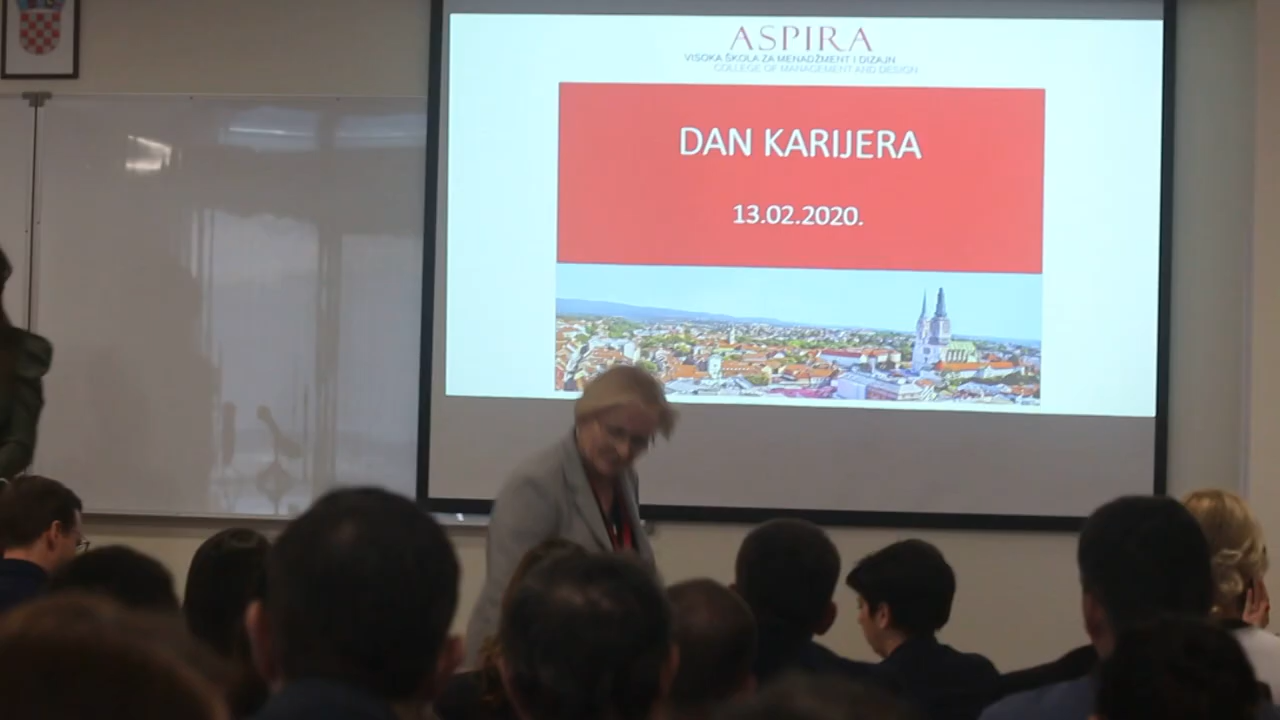 ASPIRA
VISOKA ŠKOLA ZA MENADŽMENT I DIZAJN
COLLEGE OF MANAGEMENT AND DESIGN
DAN KARIJERA
13.02.2020.